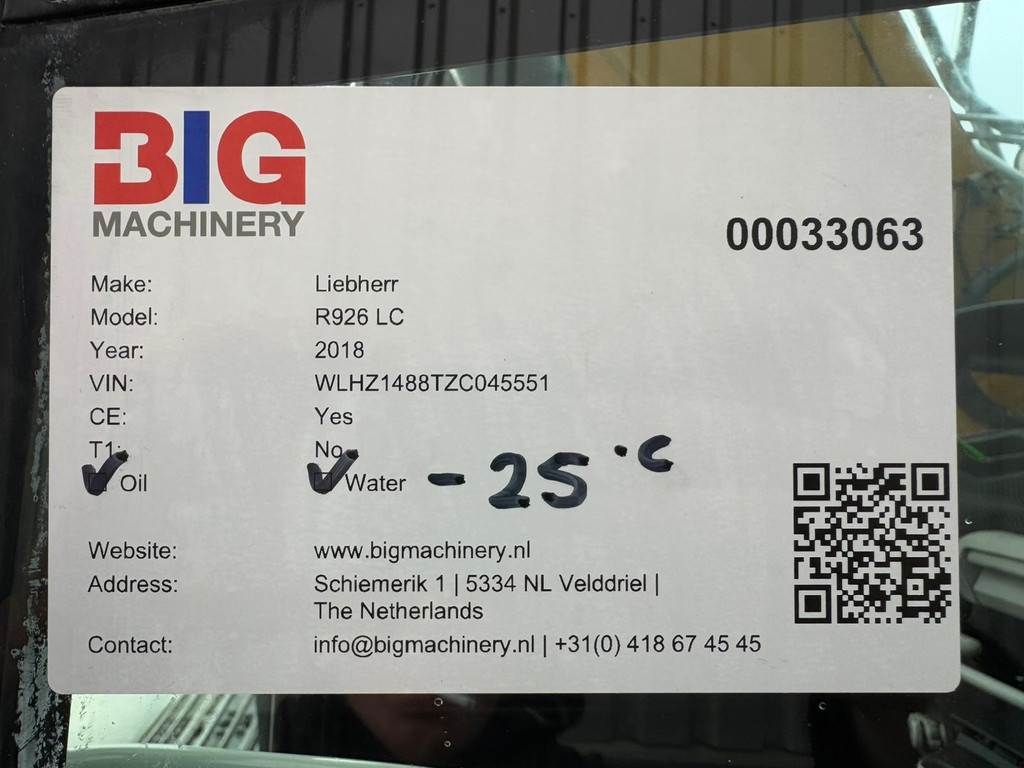 BIG
MACHINERY
00033063
Make: Liebherr
Model: R926 LC
Year: 2018
VIN: WLHZ1488TZC045551
CE: Yes
T1: No
Oil Water - 25 °C
Website: www.bigmachinery.nl
Address: Schiemerik 1 | 5334 NL Velddriel |
The Netherlands
Contact: info@bigmachinery.nl | +31(0) 418 67 45 45